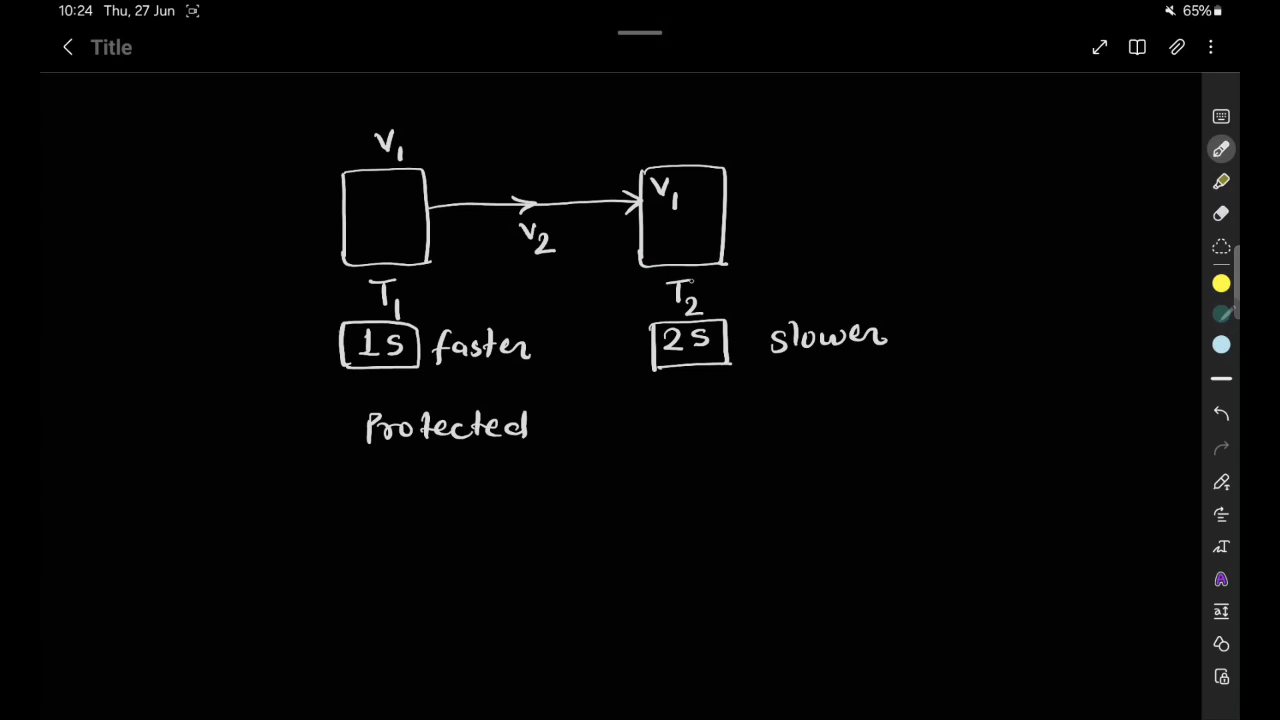 10:24 Thu, 27 Jun
65%
Title
V1
V1
V2
T1
T2
1S faster
2S slower
Protected